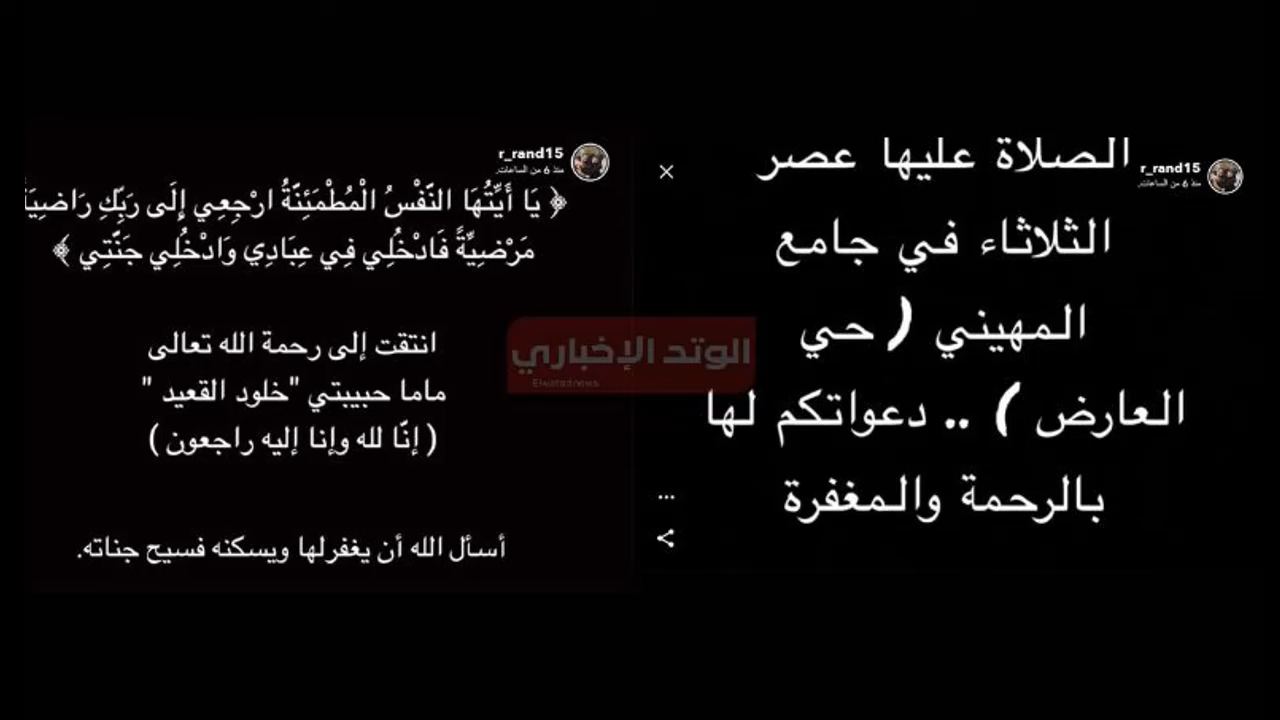 r_rand15
منذ 6 من الساعات.
الصلاة عليها عصر
الثلاثاء في جامع
المهيني ( حي
العارض ) .. دعواتكم لها
بالرحمة والمغفرة
r_rand15
منذ 6 من الساعات.
﴿ يَا أَيَّتُهَا النَّفْسُ الْمُطْمَئِنَّةُ ارْجِعِي إِلَى رَبِّكِ
مَرْضِيَّةً فَادْخُلِي فِي عِبَادِي وَادْخُلِي جَنَّتِي ﴾
انتقت إلى رحمة الله تعالى
ماما حبيبتي "خلود القعيد "
( إنّا لله وإنا إليه راجعون )
أسأل الله أن يغفرلها ويسكنه فسيح جناته.
الوتد الإخباري
Elwatad news